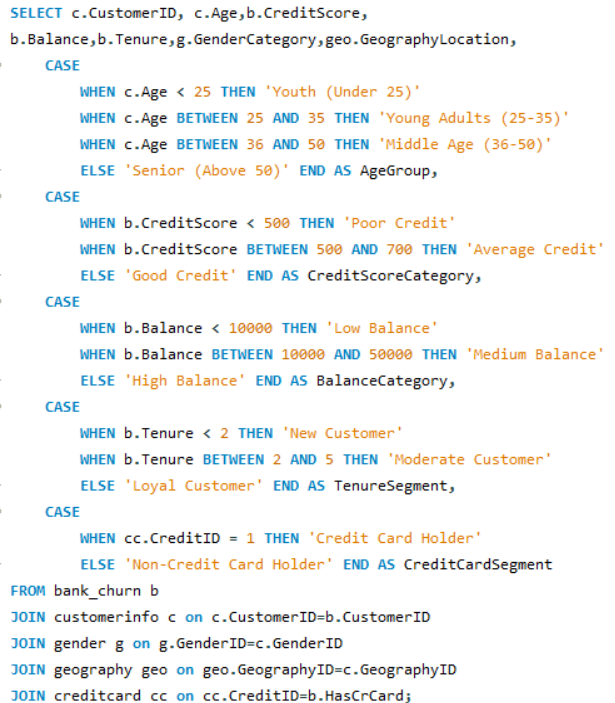 SELECT c.CustomerID, c.Age,b.CreditScore,
b.Balance,b.Tenure,g.GenderCategory,geo.GeographyLocation,
CASE
WHEN c.Age < 25 THEN 'Youth (Under 25)'
WHEN c.Age BETWEEN 25 AND 35 THEN 'Young Adults (25-35)'
WHEN c.Age BETWEEN 36 AND 50 THEN 'Middle Age (36-50)'
ELSE 'Senior (Above 50)' END AS AgeGroup,
CASE
WHEN b.CreditScore < 500 THEN 'Poor Credit'
WHEN b.CreditScore BETWEEN 500 AND 700 THEN 'Average Credit'
ELSE 'Good Credit' END AS CreditScoreCategory,
CASE
WHEN b.Balance < 10000 THEN 'Low Balance'
WHEN b.Balance BETWEEN 10000 AND 50000 THEN 'Medium Balance'
ELSE 'High Balance' END AS BalanceCategory,
CASE
WHEN b.Tenure < 2 THEN 'New Customer'
WHEN b.Tenure BETWEEN 2 AND 5 THEN 'Moderate Customer'
ELSE 'Loyal Customer' END AS TenureSegment,
CASE
WHEN cc.CreditID = 1 THEN 'Credit Card Holder'
ELSE 'Non-Credit Card Holder' END AS CreditCardSegment
FROM bank_churn b
JOIN customerinfo c on c.CustomerID=b.CustomerID
JOIN gender g on g.GenderID=c.GenderID
JOIN geography geo on geo.GeographyID=c.GeographyID
JOIN creditcard cc on cc.CreditID=b.HasCrCard;